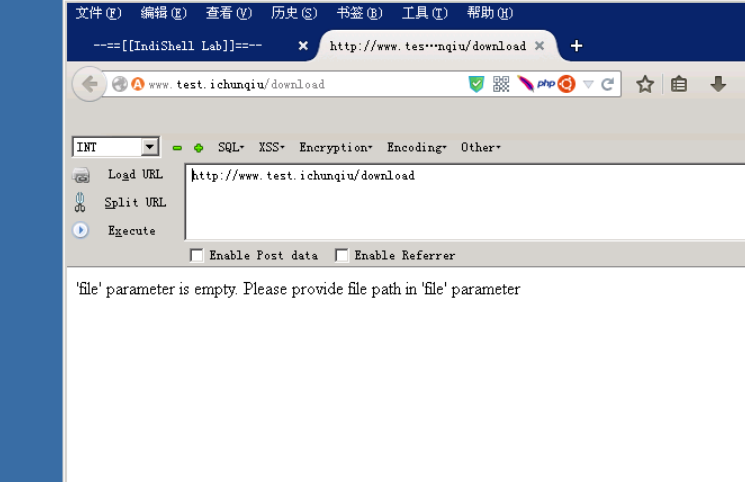 文件(F) 编辑(E) 查看(V) 历史(S) 书签(B) 工具(T) 帮助(H)
--==[[IndiShell Lab]]==-- × http://www.tes…nqiu/download × +
www.test.ichunqiu/download php
INT SQL▾ XSS▾ Encryption▾ Encoding▾ Other▾
Load URL http://www.test.ichunqiu/download
Split URL
Execute
Enable Post data Enable Referrer
'file' parameter is empty. Please provide file path in 'file' parameter